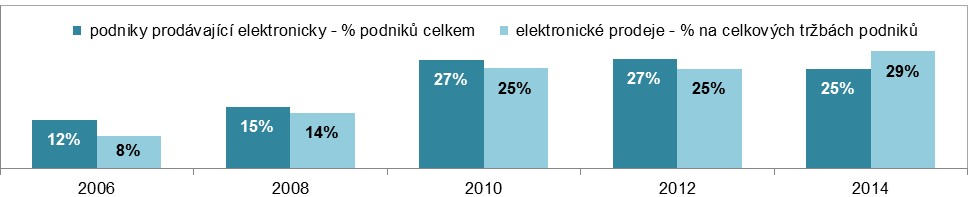 podniky prodávající elektronicky - % podniků celkem elektronické prodeje - % na celkových tržbách podniků
12% 8% 15% 14% 27% 25% 27% 25% 25% 29%
2006 2008 2010 2012 2014